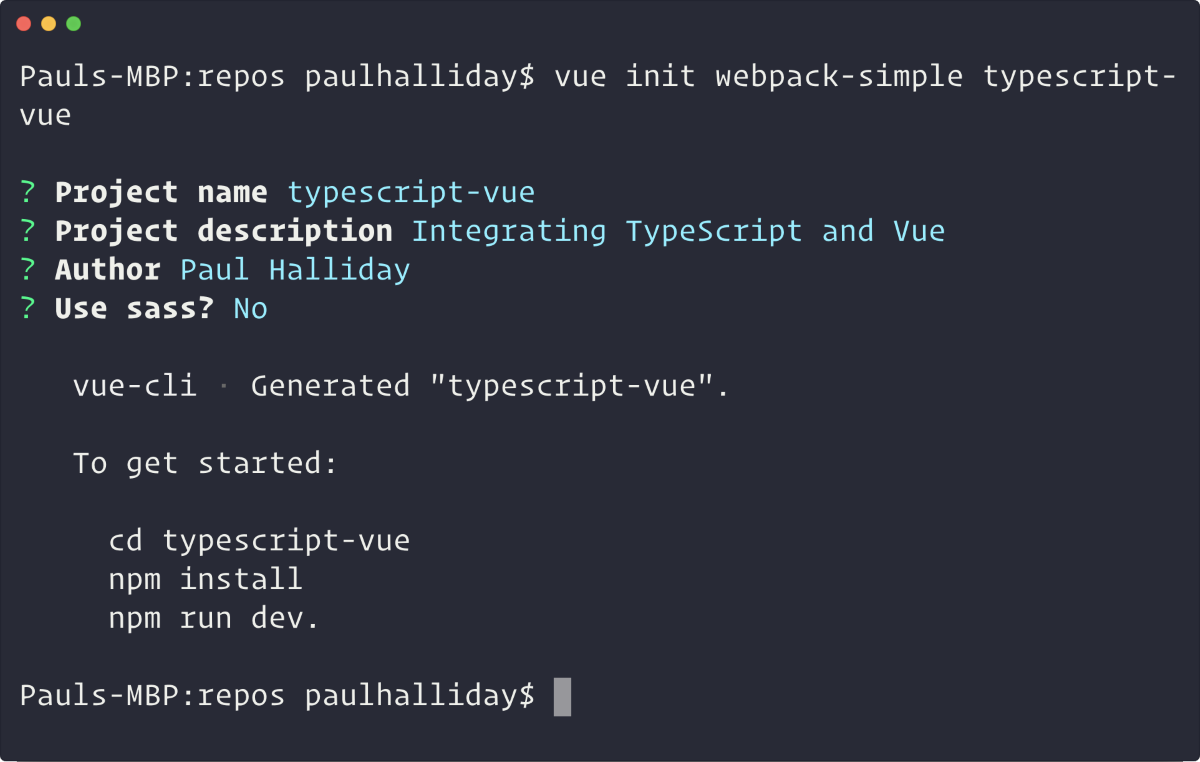 Pauls-MBP:repos paulhalliday$ vue init webpack-simple typescript-
vue
? Project name typescript-vue
? Project description Integrating TypeScript and Vue
? Author Paul Halliday
? Use sass? No
vue-cli · Generated "typescript-vue".
To get started:
cd typescript-vue
npm install
npm run dev.
Pauls-MBP:repos paulhalliday$